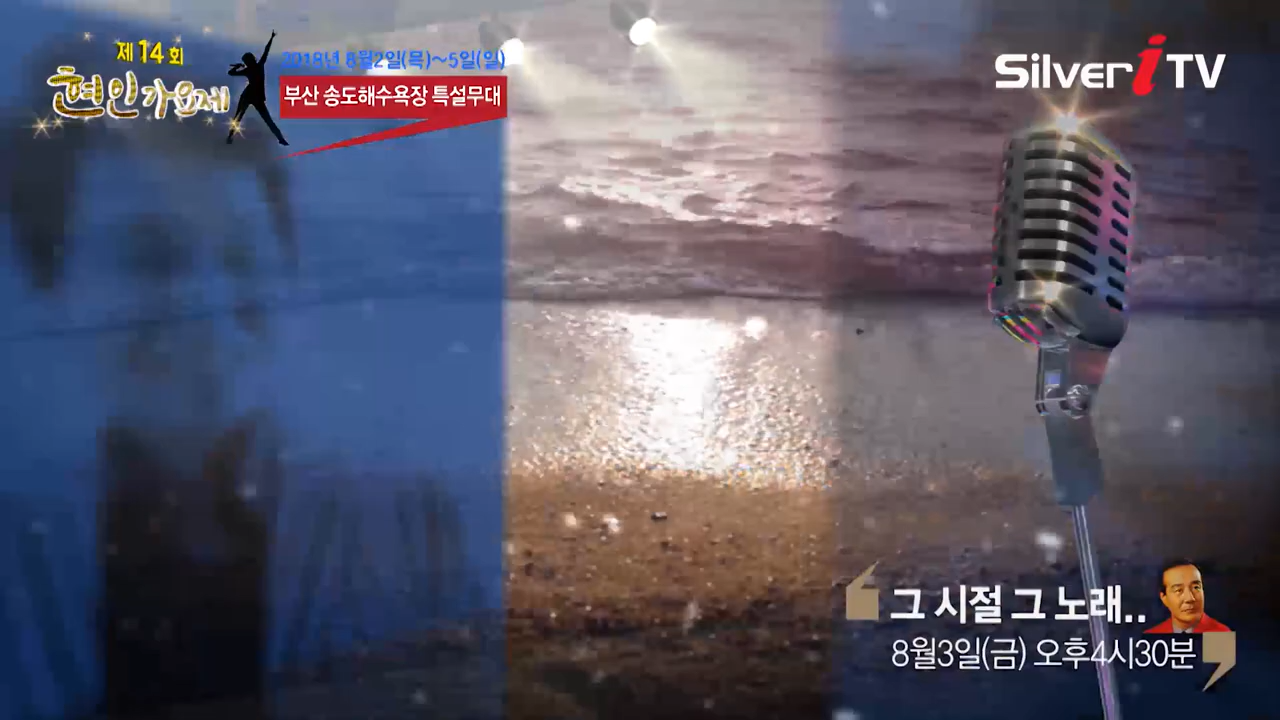 제14회
현인가요제
2018년 8월2일(목)~5일(일)
부산 송도해수욕장 특설무대
Silver i TV
그 시절 그 노래..
8월3일(금) 오후4시30분